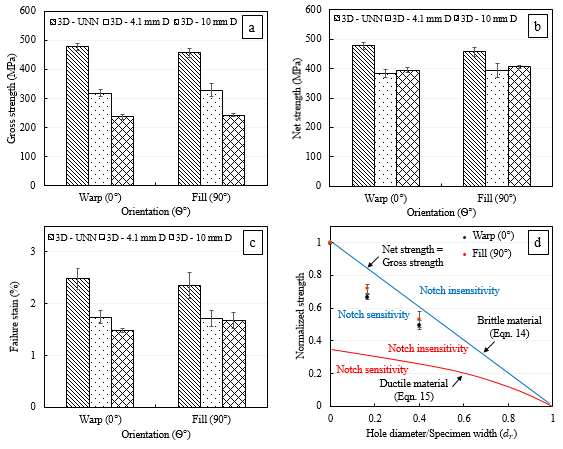 3D - UNN 3D - 4.1 mm D 3D - 10 mm D
a
600
500
400
300
200
100
0
Gross strength (MPa)
Warp (0°) Fill (90°)
Orientation (Θ°)
3D - UNN 3D - 4.1 mm D 3D - 10 mm D
b
600
500
400
300
200
100
0
Net strength (MPa)
Warp (0°) Fill (90°)
Orientation (Θ°)
3D - UNN 3D - 4.1 mm D 3D - 10 mm D
c
3
2
1
0
Failure stain (%)
Warp (0°) Fill (90°)
Orientation (Θ°)
Warp (0°)
Fill (90°)
d
1
0.8
0.6
0.4
0.2
0
Normalized strength
Net strength =
Gross strength
Notch insensitivity
Notch sensitivity
Brittle material
(Eqn. 14)
Notch insensitivity
Notch sensitivity
Ductile material
(Eqn. 15)
0 0.2 0.4 0.6 0.8 1
Hole diameter/Specimen width (dr)